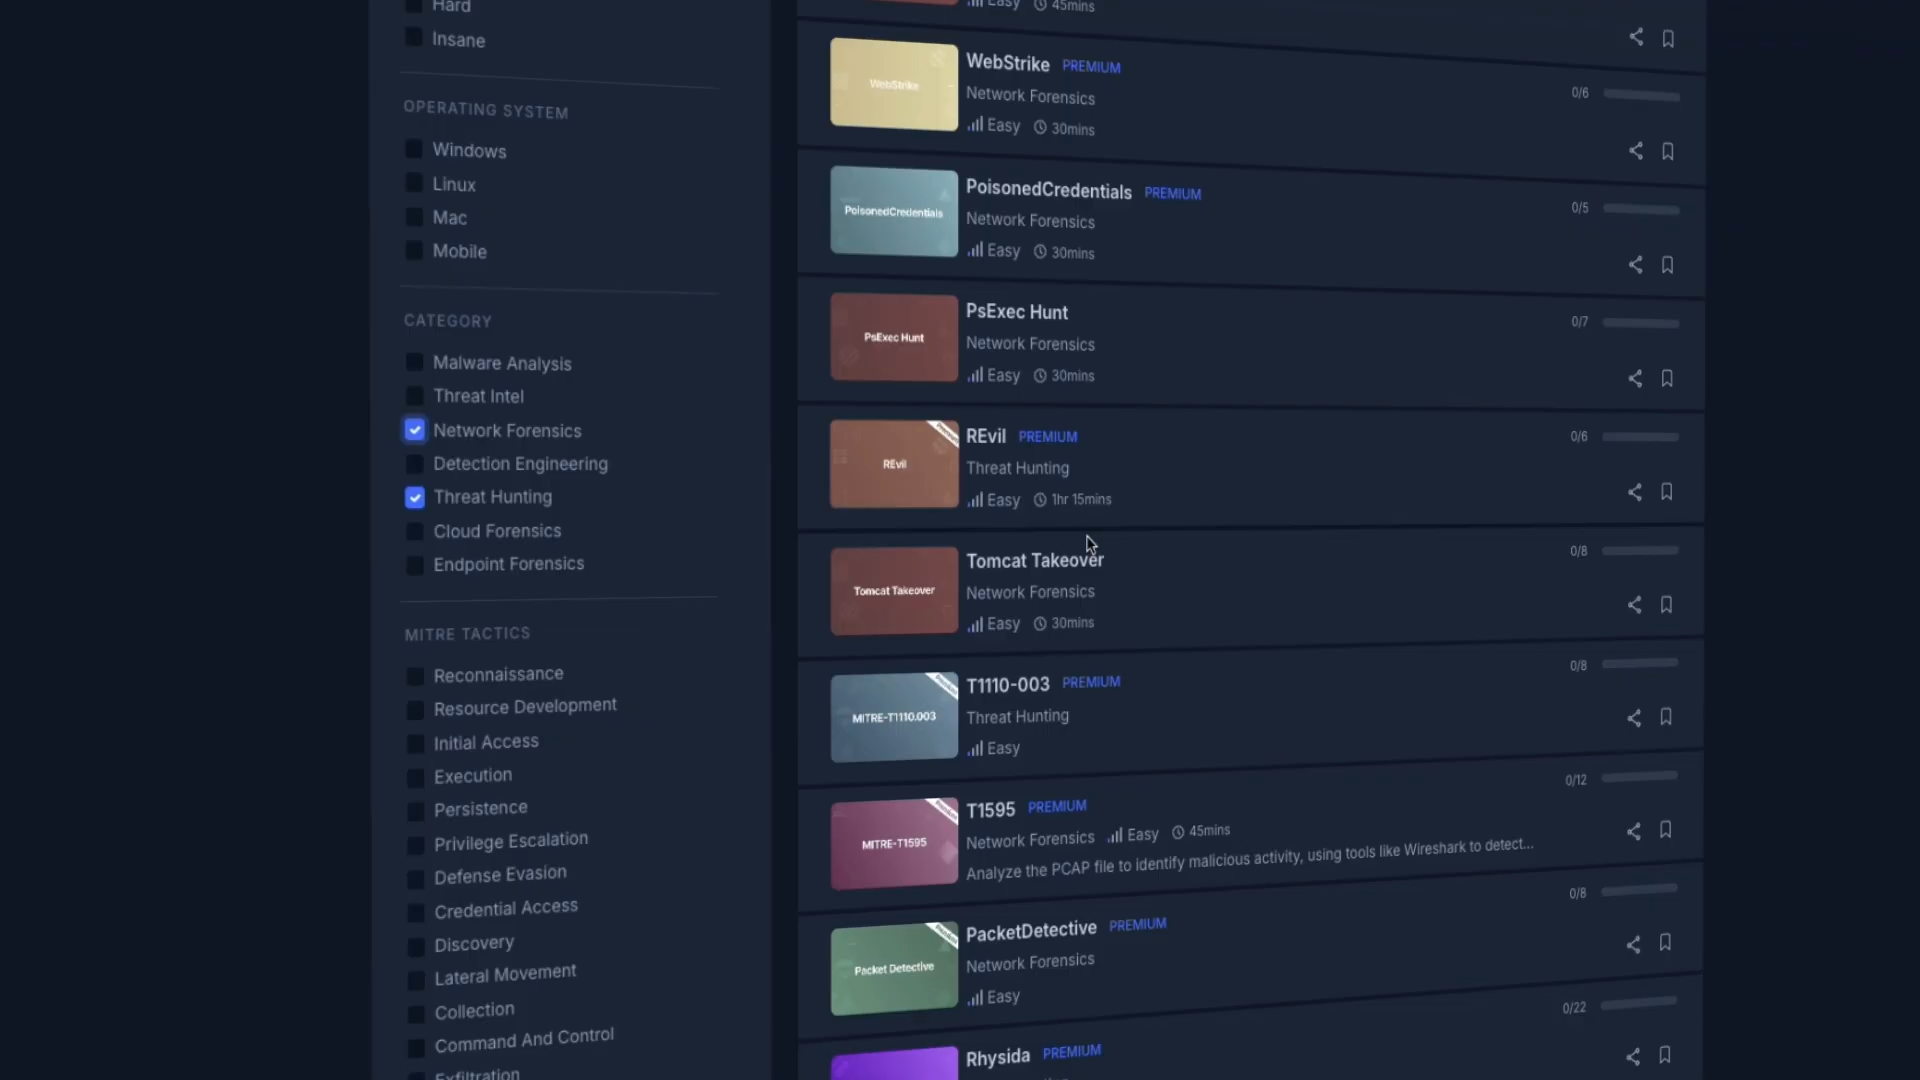 Hard
Insane
OPERATING SYSTEM
Windows
Linux
Mac
Mobile
CATEGORY
Malware Analysis
Threat Intel
Network Forensics
Detection Engineering
Threat Hunting
Cloud Forensics
Endpoint Forensics
MITRE TACTICS
Reconnaissance
Resource Development
Initial Access
Execution
Persistence
Privilege Escalation
Defense Evasion
Credential Access
Discovery
Lateral Movement
Collection
Command And Control
Exfiltration
Easy 45mins
WebStrike
WebStrike PREMIUM
Network Forensics
Easy 30mins
0/6
PoisonedCredentials
PoisonedCredentials PREMIUM
Network Forensics
Easy 30mins
0/5
PsExec Hunt
PsExec Hunt
Network Forensics
Easy 30mins
0/7
REvil
REvil PREMIUM
Threat Hunting
Easy 1hr 15mins
0/6
Tomcat Takeover
Tomcat Takeover
Network Forensics
Easy 30mins
0/8
MITRE-T1110.003
T1110-003 PREMIUM
Threat Hunting
Easy
0/8
MITRE-T1595
T1595 PREMIUM
Network Forensics Easy 45mins
Analyze the PCAP file to identify malicious activity, using tools like Wireshark to detect...
0/12
Packet Detective
PacketDetective PREMIUM
Network Forensics
Easy
0/8
Rhysida PREMIUM
0/22